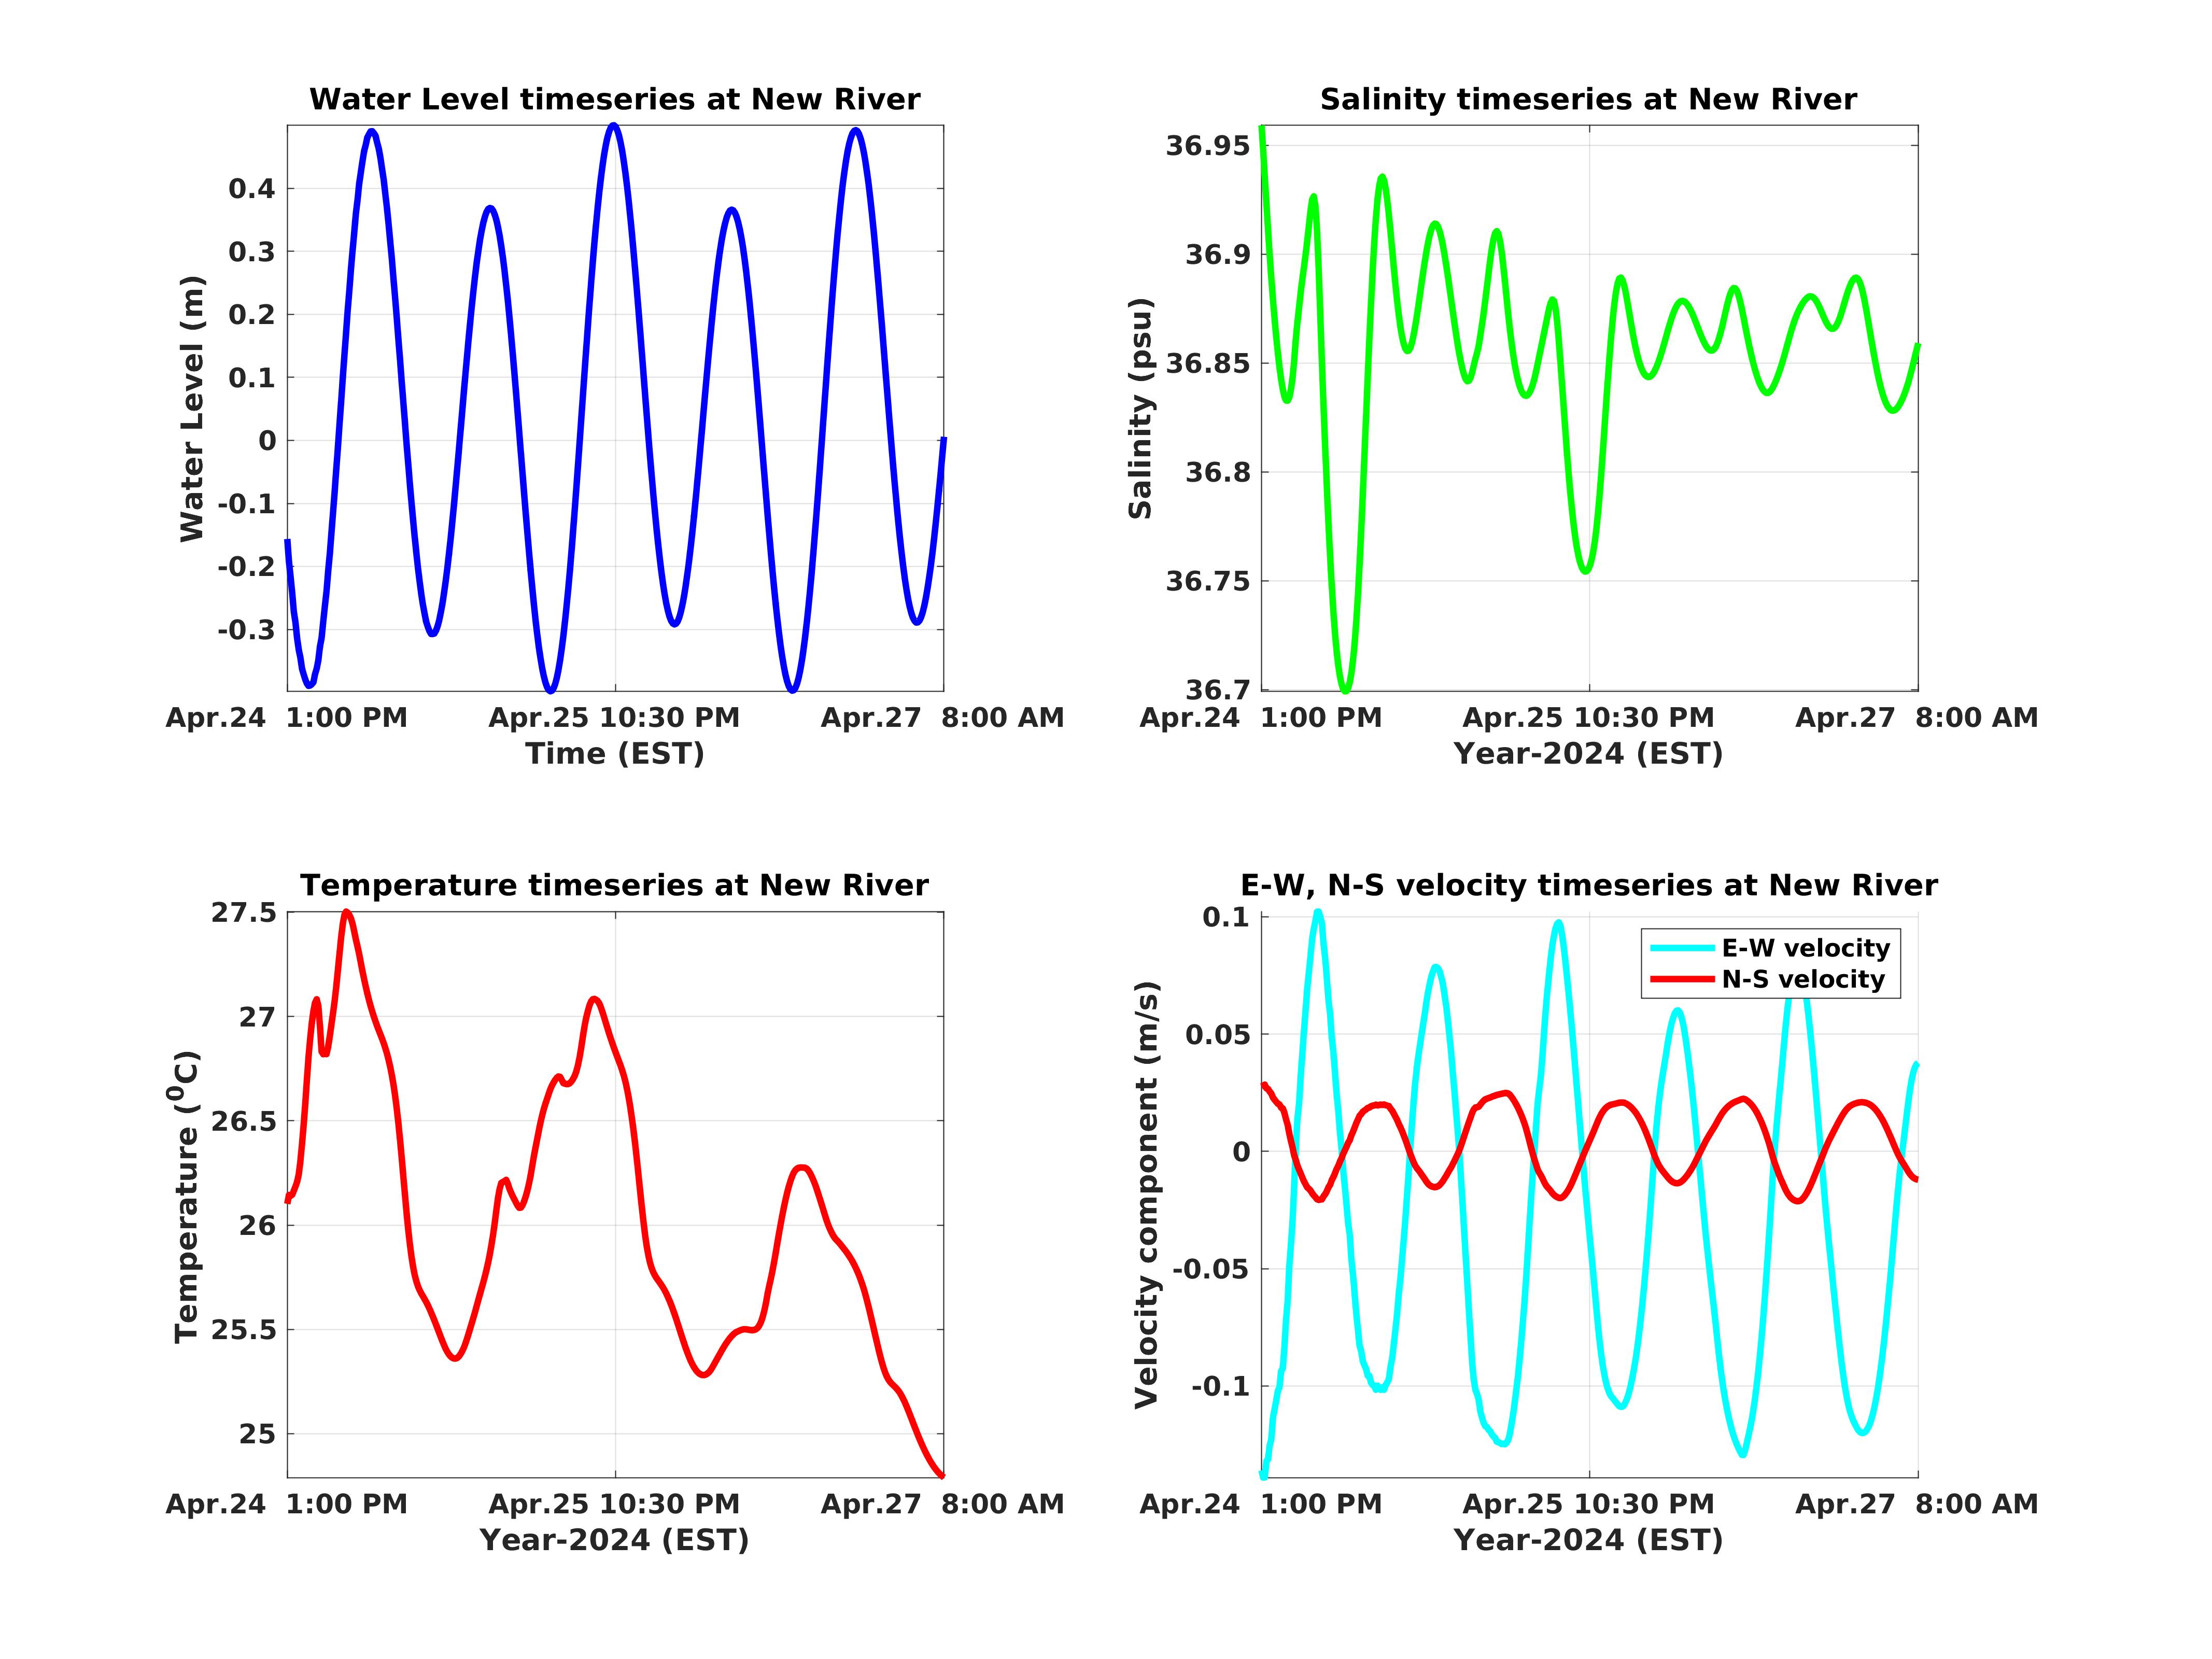 Water Level timeseries at New River
Water Level (m)
0.4
0.3
0.2
0.1
0
-0.1
-0.2
-0.3
Apr.24 1:00 PM Apr.25 10:30 PM Apr.27 8:00 AM
Time (EST)
Salinity timeseries at New River
Salinity (psu)
36.95
36.9
36.85
36.8
36.75
36.7
Apr.24 1:00 PM Apr.25 10:30 PM Apr.27 8:00 AM
Year-2024 (EST)
Temperature timeseries at New River
Temperature (⁰C)
27.5
27
26.5
26
25.5
25
Apr.24 1:00 PM Apr.25 10:30 PM Apr.27 8:00 AM
Year-2024 (EST)
E-W, N-S velocity timeseries at New River
Velocity component (m/s)
0.1
0.05
0
-0.05
-0.1
E-W velocity
N-S velocity
Apr.24 1:00 PM Apr.25 10:30 PM Apr.27 8:00 AM
Year-2024 (EST)